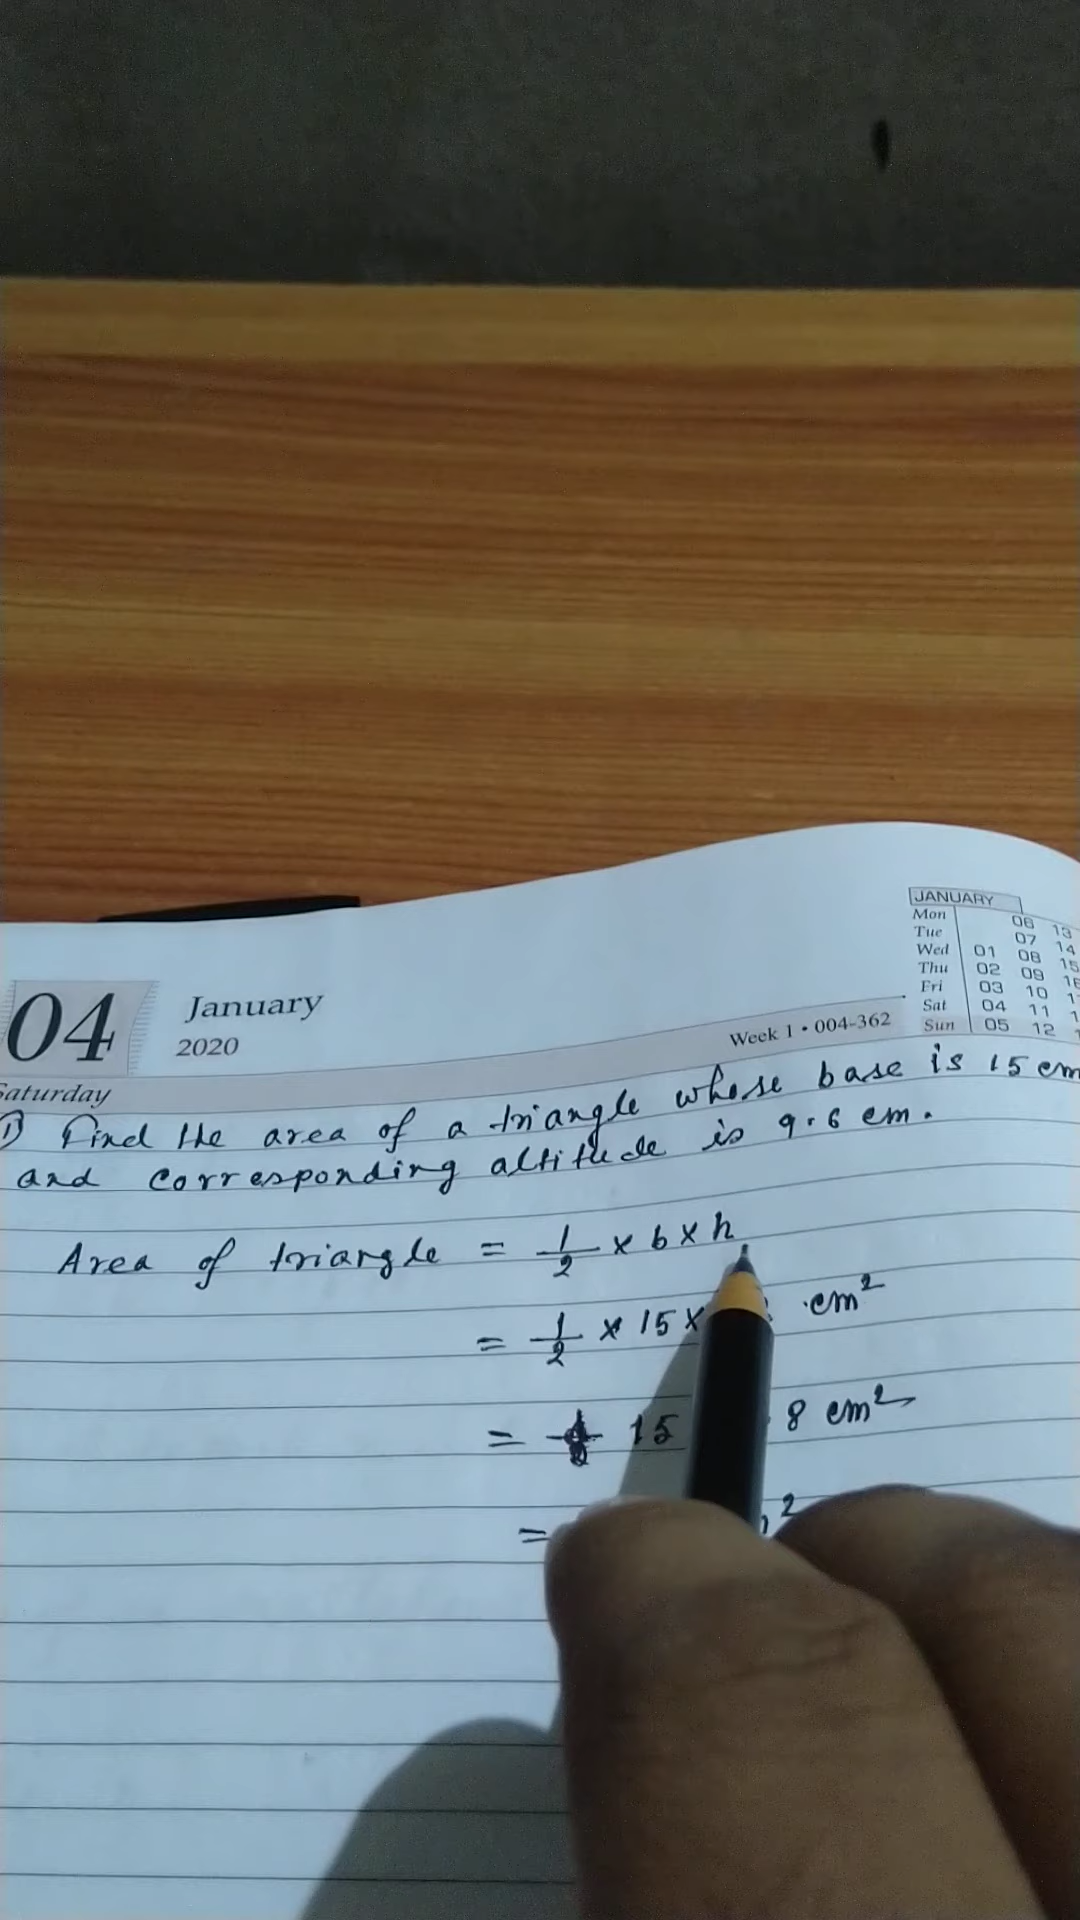 JANUARY
Mon 06 13
Tue 07 14
Wed 01 08 15
Thu 02 09
Fri 03 10
Sat 04 11
Sun 05 12
04 January
2020
Week 1 • 004-362
Saturday
1) Find the area of a triangle whose base is 15 cm
and corresponding altitude is 9.6 cm.
Area of triangle = 1/2 × b × h
= 1/2 × 15 × cm²
= 15 8 cm²
= ²